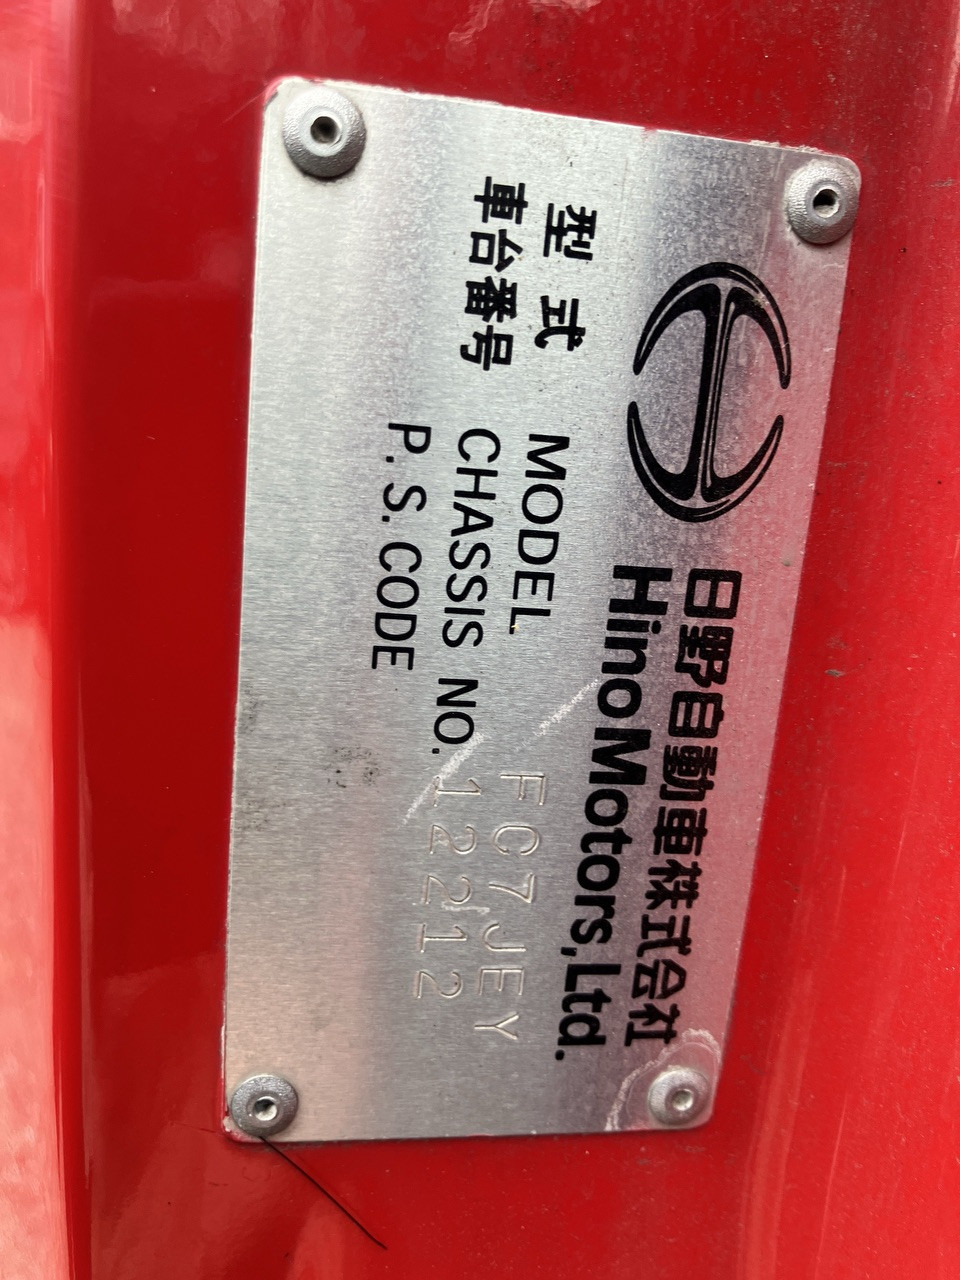 日野自動車株式会社
Hino Motors, Ltd.
型式 MODEL FC7JEY
車台番号 CHASSIS NO. 12212
P.S.CODE